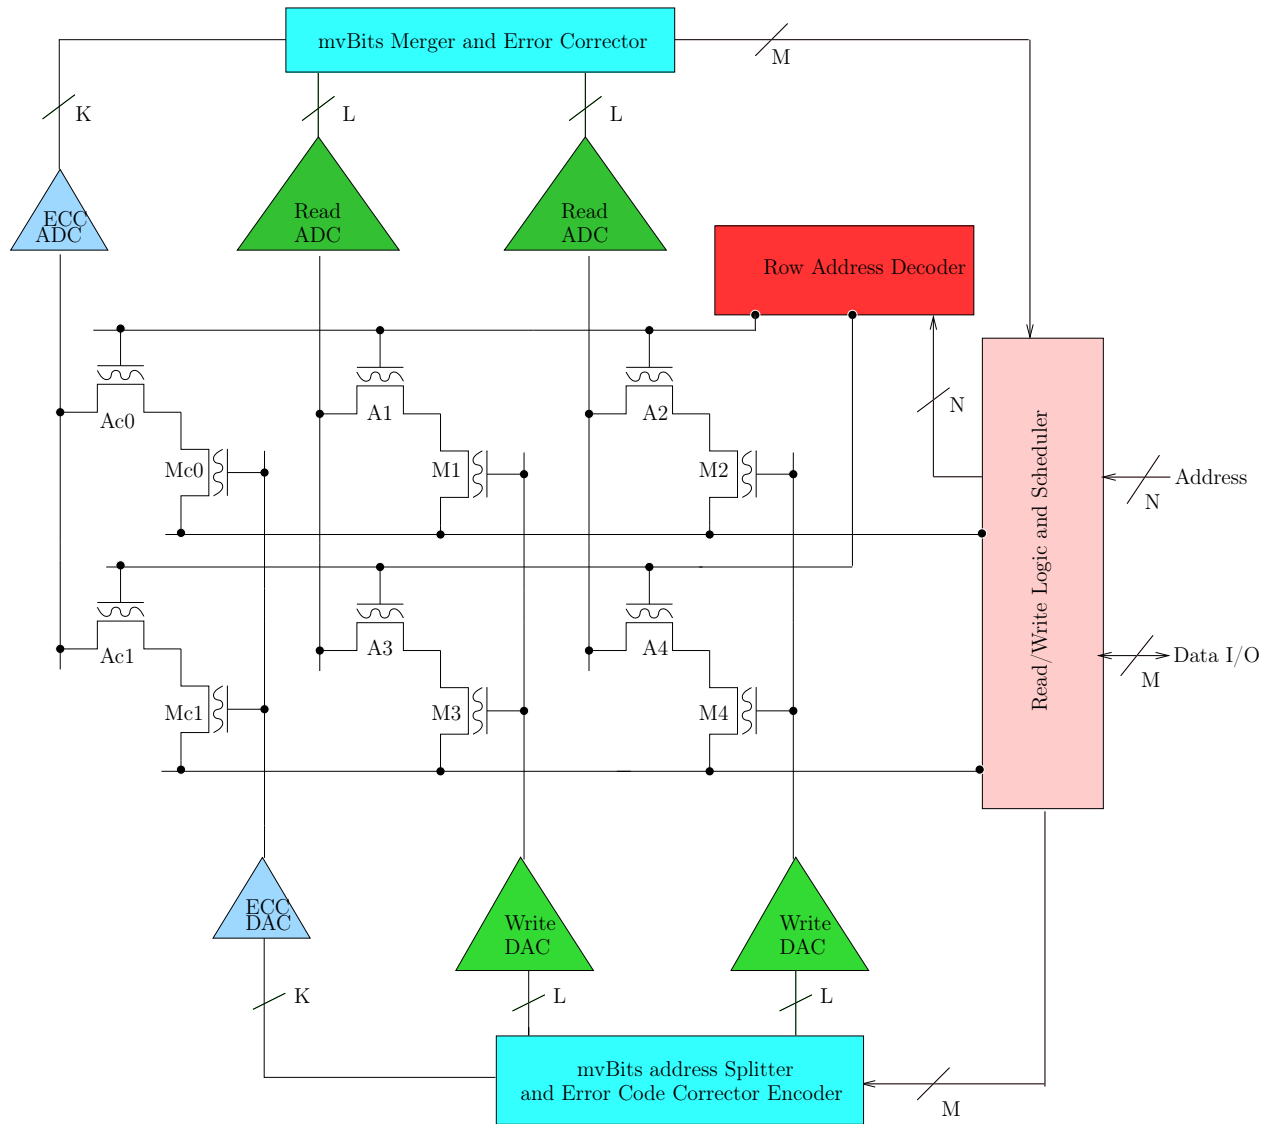 mvBits Merger and Error Corrector
M
K
L
L
ECC
ADC
Read
ADC
Read
ADC
Row Address Decoder
N
Ac0
A1
A2
Mc0
M1
M2
Read/Write Logic and Scheduler
Address
N
Ac1
A3
A4
Data I/O
M
Mc1
M3
M4
ECC
DAC
Write
DAC
Write
DAC
K
L
L
mvBits address Splitter
and Error Code Corrector Encoder
M